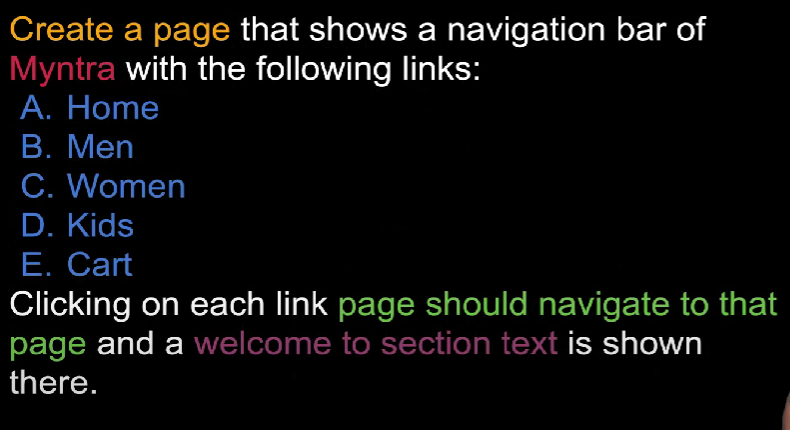 Create a page that shows a navigation bar of
Myntra with the following links:
A. Home
B. Men
C. Women
D. Kids
E. Cart
Clicking on each link page should navigate to that
page and a welcome to section text is shown
there.